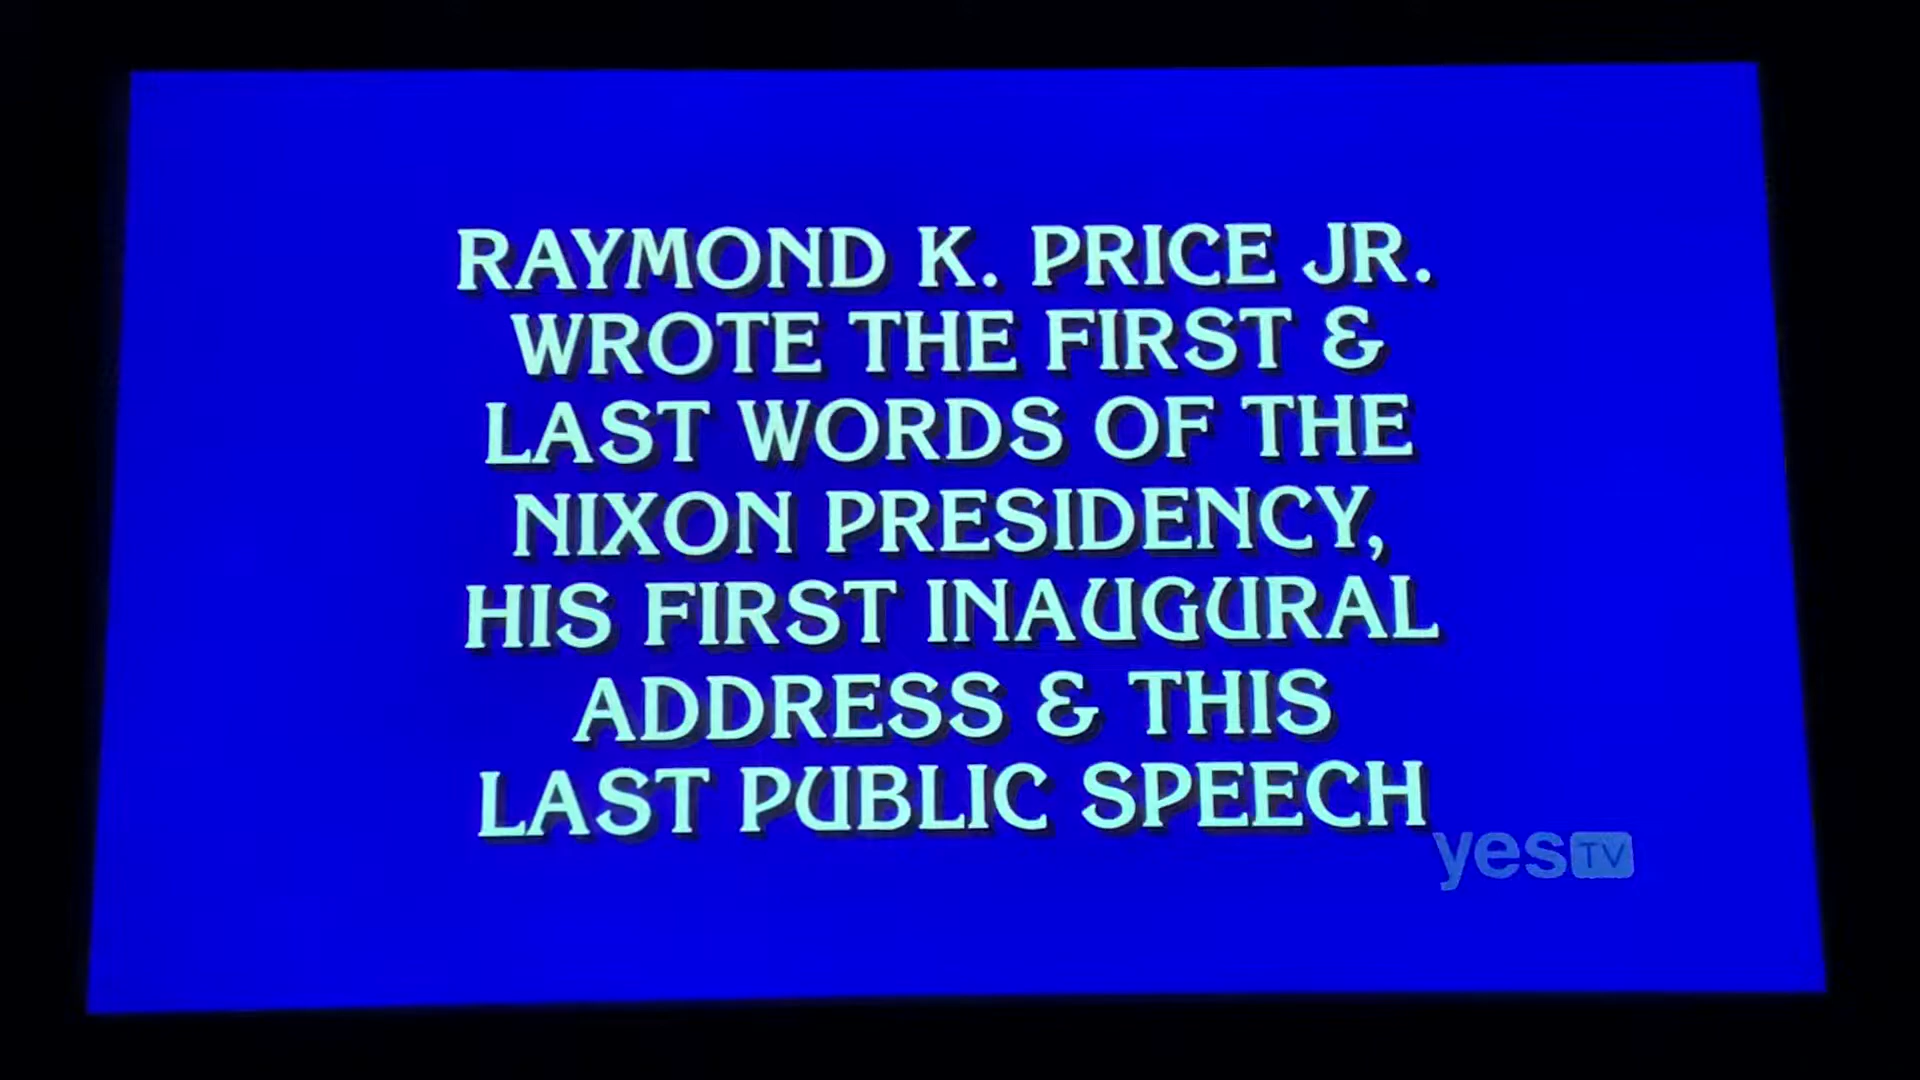 RAYMOND K. PRICE JR.
WROTE THE FIRST &
LAST WORDS OF THE
NIXON PRESIDENCY,
HIS FIRST INAUGURAL
ADDRESS & THIS
LAST PUBLIC SPEECH
yes TV